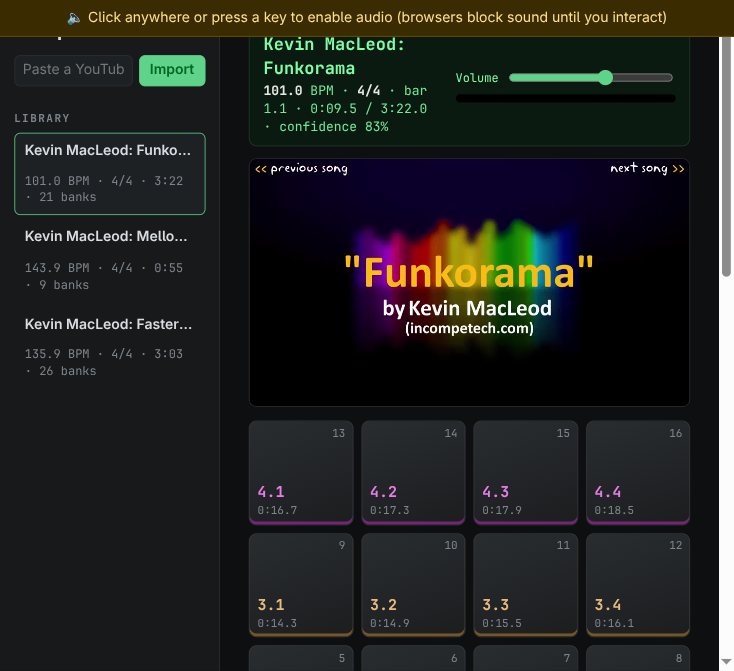 🔈 Click anywhere or press a key to enable audio (browsers block sound until you interact)
Paste a YouTub
Import
LIBRARY
Kevin MacLeod: Funko...
101.0 BPM · 4/4 · 3:22
· 21 banks
Kevin MacLeod: Mello...
143.9 BPM · 4/4 · 0:55
· 9 banks
Kevin MacLeod: Faster...
135.9 BPM · 4/4 · 3:03
· 26 banks
Kevin MacLeod:
Funkorama
101.0 BPM · 4/4 · bar
1.1 · 0:09.5 / 3:22.0
· confidence 83%
Volume
<< previous song
next song >>
"Funkorama"
by Kevin MacLeod
(incompetech.com)
13
4.1
0:16.7
14
4.2
0:17.3
15
4.3
0:17.9
16
4.4
0:18.5
9
3.1
0:14.3
10
3.2
0:14.9
11
3.3
0:15.5
12
3.4
0:16.1
5
6
7
8